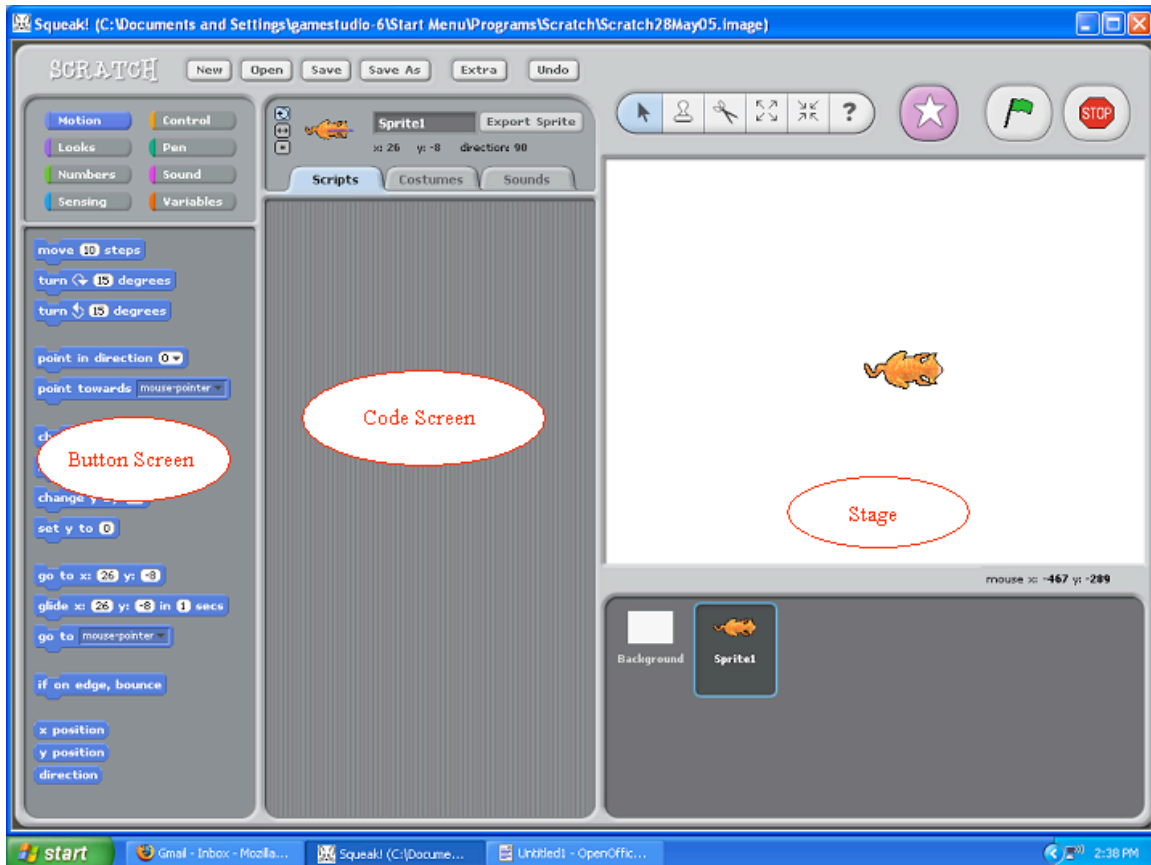 Squeak! (C:\Documents and Settings\gamestudio-6\Start Menu\Programs\Scratch\Scratch28May05.image)
SCRATCH New Open Save Save As Extra Undo
Motion Control
Looks Pen
Numbers Sound
Sensing Variables
move 10 steps
turn 15 degrees
turn 15 degrees
point in direction 0
point towards mouse-pointer
Button Screen
change y
set y to 0
go to x: 26 y: -8
glide x: 26 y: -8 in 1 secs
go to mouse-pointer
if on edge, bounce
x position
y position
direction
Sprite1 Export Sprite
x: 26 y: -8 direction: 90
Scripts Costumes Sounds
Code Screen
?
STOP
Stage
mouse x: -467 y: -289
Background Sprite1
start Gmail - Inbox - Mozilla... Squeak! (C:\Docume... Untitled1 - OpenOffic... 2:38 PM